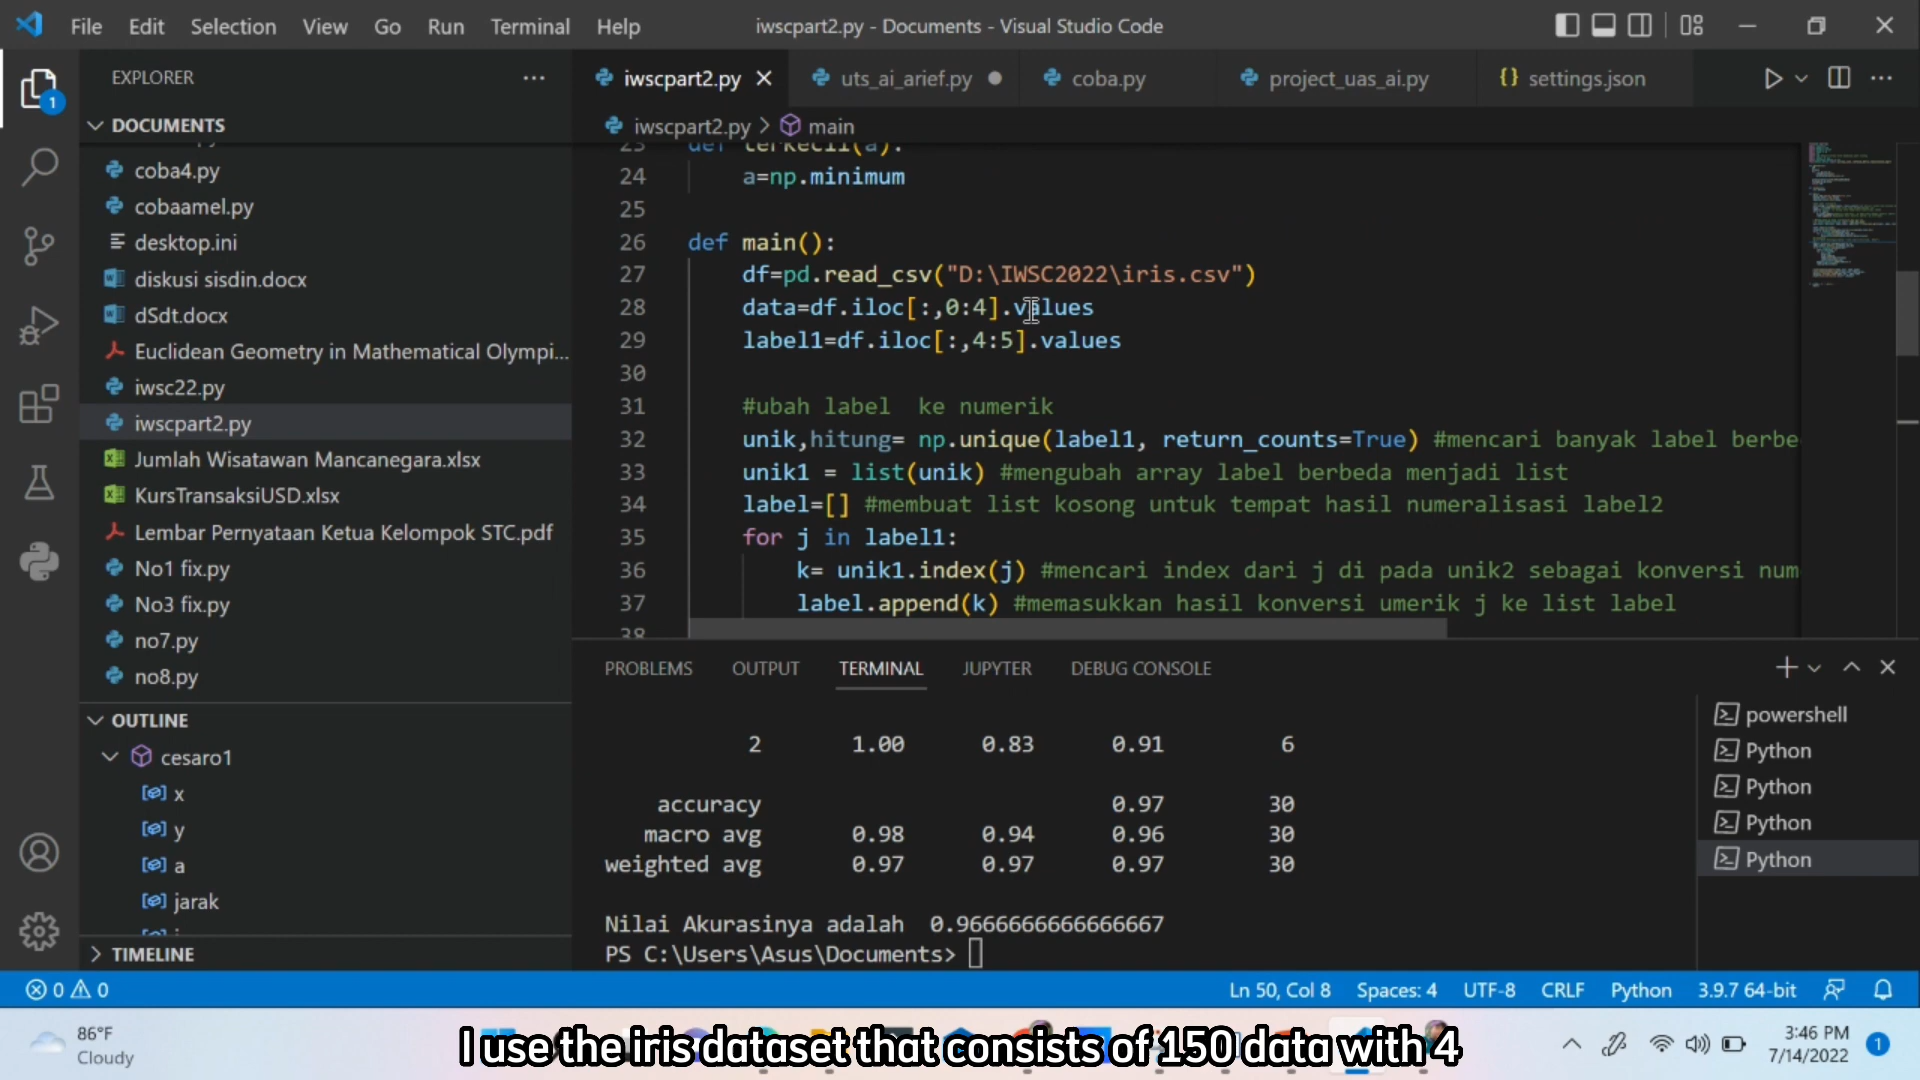 File Edit Selection View Go Run Terminal Help iwscpart2.py - Documents - Visual Studio Code
EXPLORER
iwscpart2.py uts_ai_arief.py coba.py project_uas_ai.py {} settings.json
DOCUMENTS
iwscpart2.py > main
coba4.py
cobaamel.py
desktop.ini
diskusi sisdin.docx
dSdt.docx
Euclidean Geometry in Mathematical Olympi...
iwsc22.py
iwscpart2.py
Jumlah Wisatawan Mancanegara.xlsx
KursTransaksiUSD.xlsx
Lembar Pernyataan Ketua Kelompok STC.pdf
No1 fix.py
No3 fix.py
no7.py
no8.py
OUTLINE
cesaro1
x
y
a
jarak
TIMELINE
23 def terkecil(a):
24 a=np.minimum
25
26 def main():
27 df=pd.read_csv("D:\IWSC2022\iris.csv")
28 data=df.iloc[:,0:4].values
29 label1=df.iloc[:,4:5].values
30
31 #ubah label  ke numerik
32 unik,hitung= np.unique(label1, return_counts=True) #mencari banyak label berbe
33 unik1 = list(unik) #mengubah array label berbeda menjadi list
34 label=[] #membuat list kosong untuk tempat hasil numeralisasi label2
35 for j in label1:
36 k= unik1.index(j) #mencari index dari j di pada unik2 sebagai konversi num
37 label.append(k) #memasukkan hasil konversi umerik j ke list label
38
PROBLEMS OUTPUT TERMINAL JUPYTER DEBUG CONSOLE
2 1.00 0.83 0.91 6
accuracy 0.97 30
macro avg 0.98 0.94 0.96 30
weighted avg 0.97 0.97 0.97 30
Nilai Akurasinya adalah  0.9666666666666667
PS C:\Users\Asus\Documents>
powershell
Python
Python
Python
Python
0 0 Ln 50, Col 8 Spaces: 4 UTF-8 CRLF Python 3.9.7 64-bit
86°F
Cloudy
I use the iris dataset that consists of 150 data with 4
3:46 PM
7/14/2022
1
1